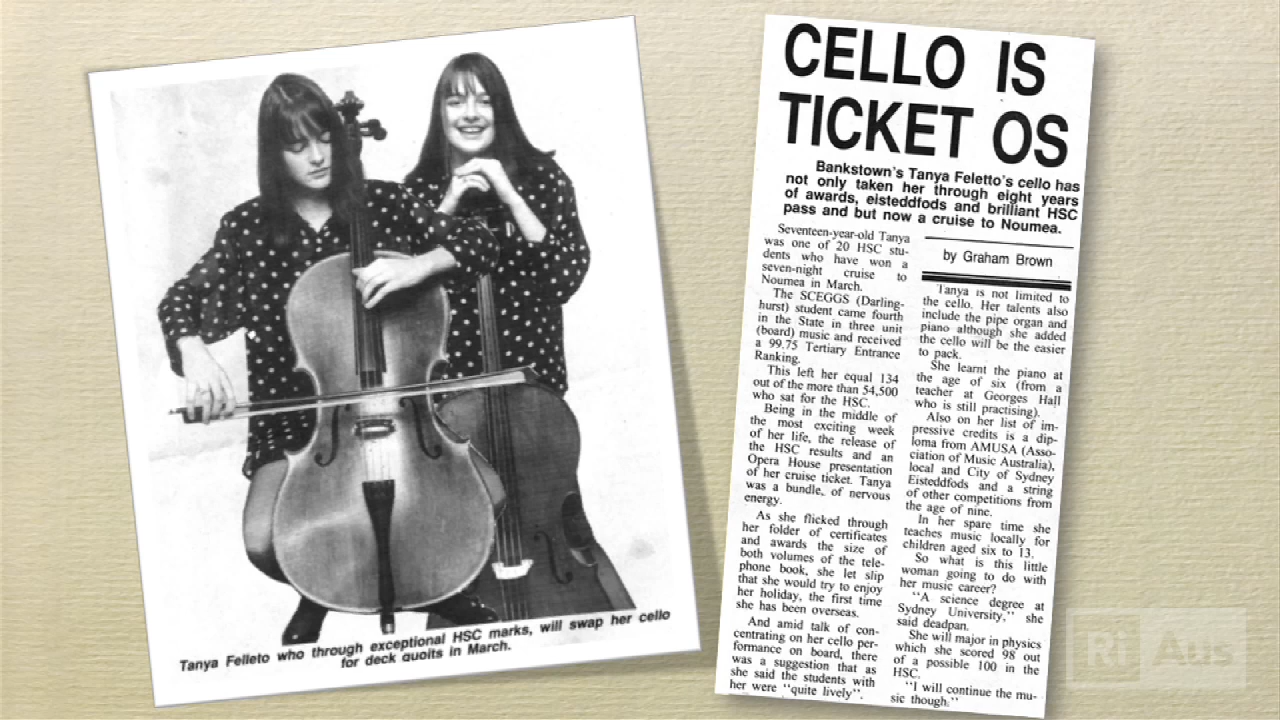 Tanya Felleto who through exceptional HSC marks, will swap her cello
for deck quoits in March.
CELLO IS
TICKET OS
Bankstown's Tanya Feletto's cello has
not only taken her through eight years
of awards, eisteddfods and brilliant HSC
pass and but now a cruise to Noumea.
Seventeen-year-old Tanya
was one of 20 HSC stu-
dents who have won a
seven-night cruise to
Noumea in March.
The SCEGGS (Darling-
hurst) student came fourth
in the State in three unit
(board) music and received
a 99.75 Tertiary Entrance
Ranking.
This left her equal 134
out of the more than 54,500
who sat for the HSC.
Being in the middle of
the most exciting week
of her life, the release of
the HSC results and an
Opera House presentation
of her cruise ticket. Tanya
was a bundle, of nervous
energy.
As she flicked through
her folder of certificates
and awards the size of
both volumes of the tele-
phone book, she let slip
that she would try to enjoy
her holiday, the first time
she has been overseas.
And amid talk of con-
centrating on her cello per-
formance on board, there
was a suggestion that as
she said the students with
her were "quite lively".
by Graham Brown
Tanya is not limited to
the cello. Her talents also
include the pipe organ and
piano although she added
the cello will be the easier
to pack.
She learnt the piano at
the age of six (from a
teacher at Georges Hall
who is still practising).
Also on her list of im-
pressive credits is a dip-
loma from AMUSA (Asso-
ciation of Music Australia),
local and City of Sydney
Eisteddfods and a string
of other competitions from
the age of nine.
In her spare time she
teaches music locally for
children aged six to 13.
So what is this little
woman going to do with
her music career?
"A science degree at
Sydney University," she
said deadpan.
She will major in physics
which she scored 98 out
of a possible 100 in the
HSC.
"I will continue the mu-
sic though."
Ri Aus